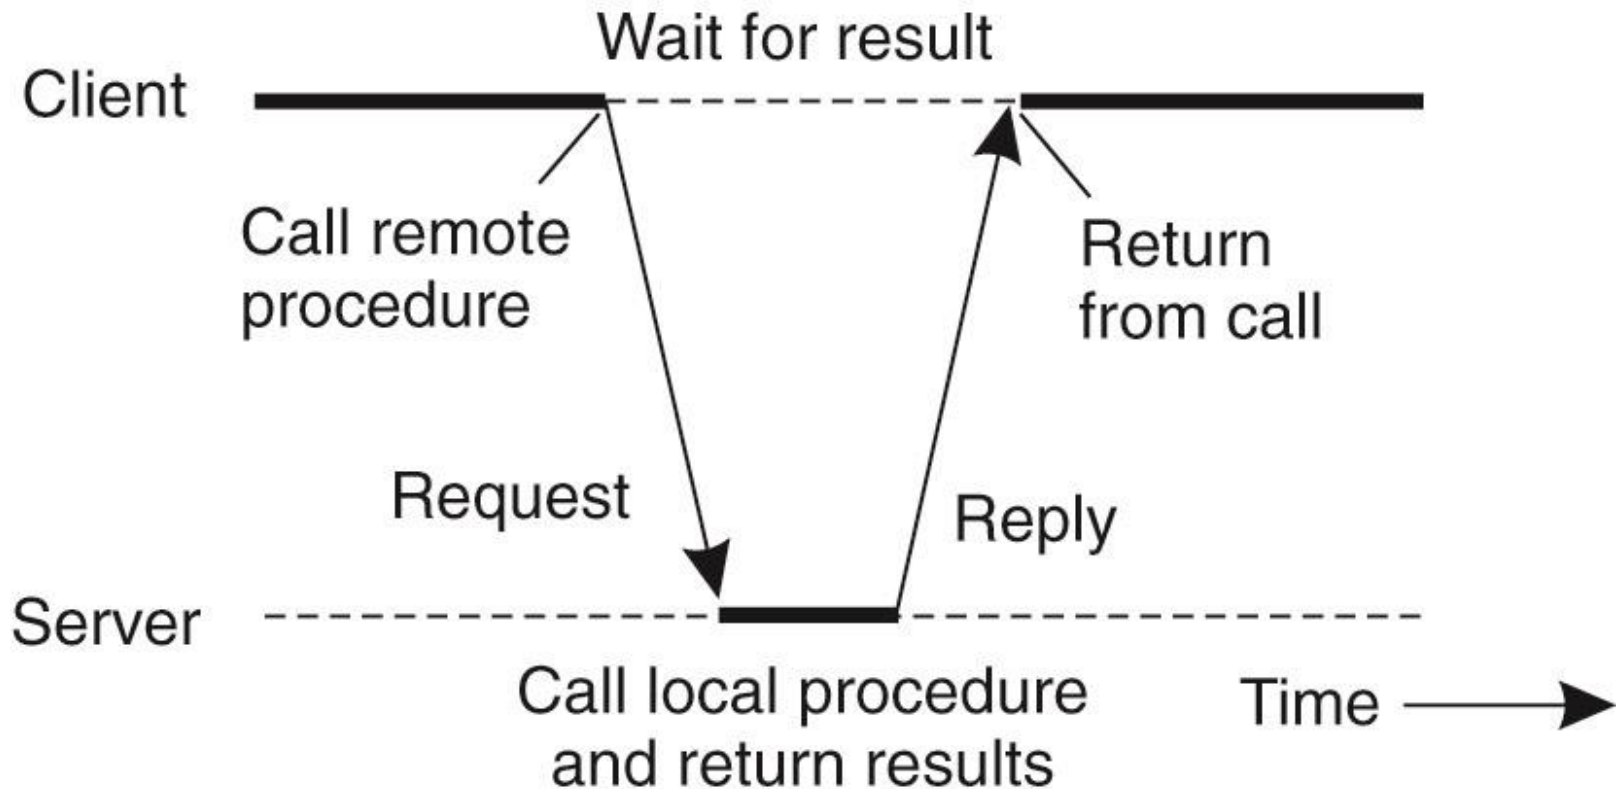 Wait for result
Client
Call remote
procedure
Return
from call
Request
Reply
Server
Call local procedure
and return results
Time